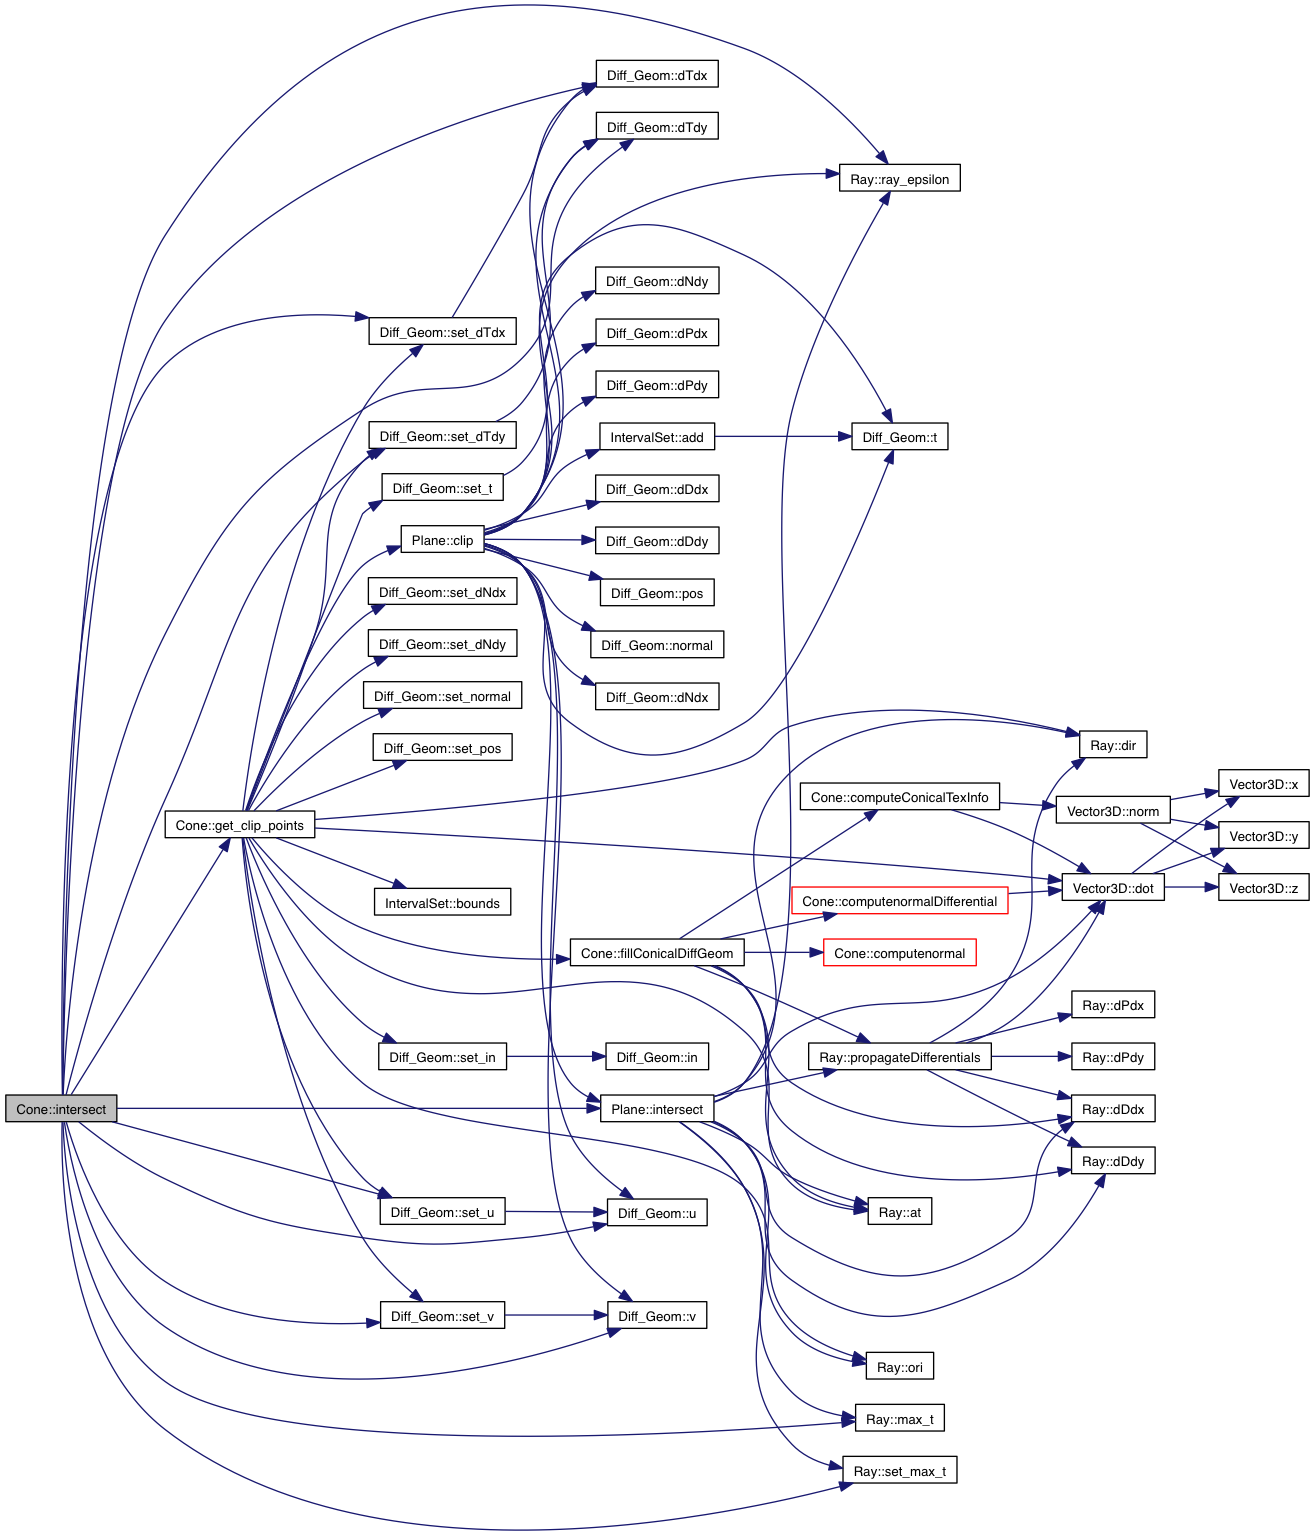 Diff_Geom::dTdx
Diff_Geom::dTdy
Ray::ray_epsilon
Diff_Geom::dNdy
Diff_Geom::set_dTdx
Diff_Geom::dPdx
Diff_Geom::dPdy
Diff_Geom::set_dTdy
IntervalSet::add
Diff_Geom::t
Diff_Geom::set_t
Diff_Geom::dDdx
Plane::clip
Diff_Geom::dDdy
Diff_Geom::set_dNdx
Diff_Geom::pos
Diff_Geom::set_dNdy
Diff_Geom::normal
Diff_Geom::set_normal
Diff_Geom::dNdx
Diff_Geom::set_pos
Ray::dir
Cone::computeConicalTexInfo
Vector3D::x
Vector3D::norm
Cone::get_clip_points
Vector3D::y
Vector3D::dot
Vector3D::z
IntervalSet::bounds
Cone::computenormalDifferential
Cone::fillConicalDiffGeom
Cone::computenormal
Ray::dPdx
Diff_Geom::set_in
Diff_Geom::in
Ray::propagateDifferentials
Ray::dPdy
Cone::intersect
Plane::intersect
Ray::dDdx
Ray::dDdy
Diff_Geom::set_u
Diff_Geom::u
Ray::at
Diff_Geom::set_v
Diff_Geom::v
Ray::ori
Ray::max_t
Ray::set_max_t